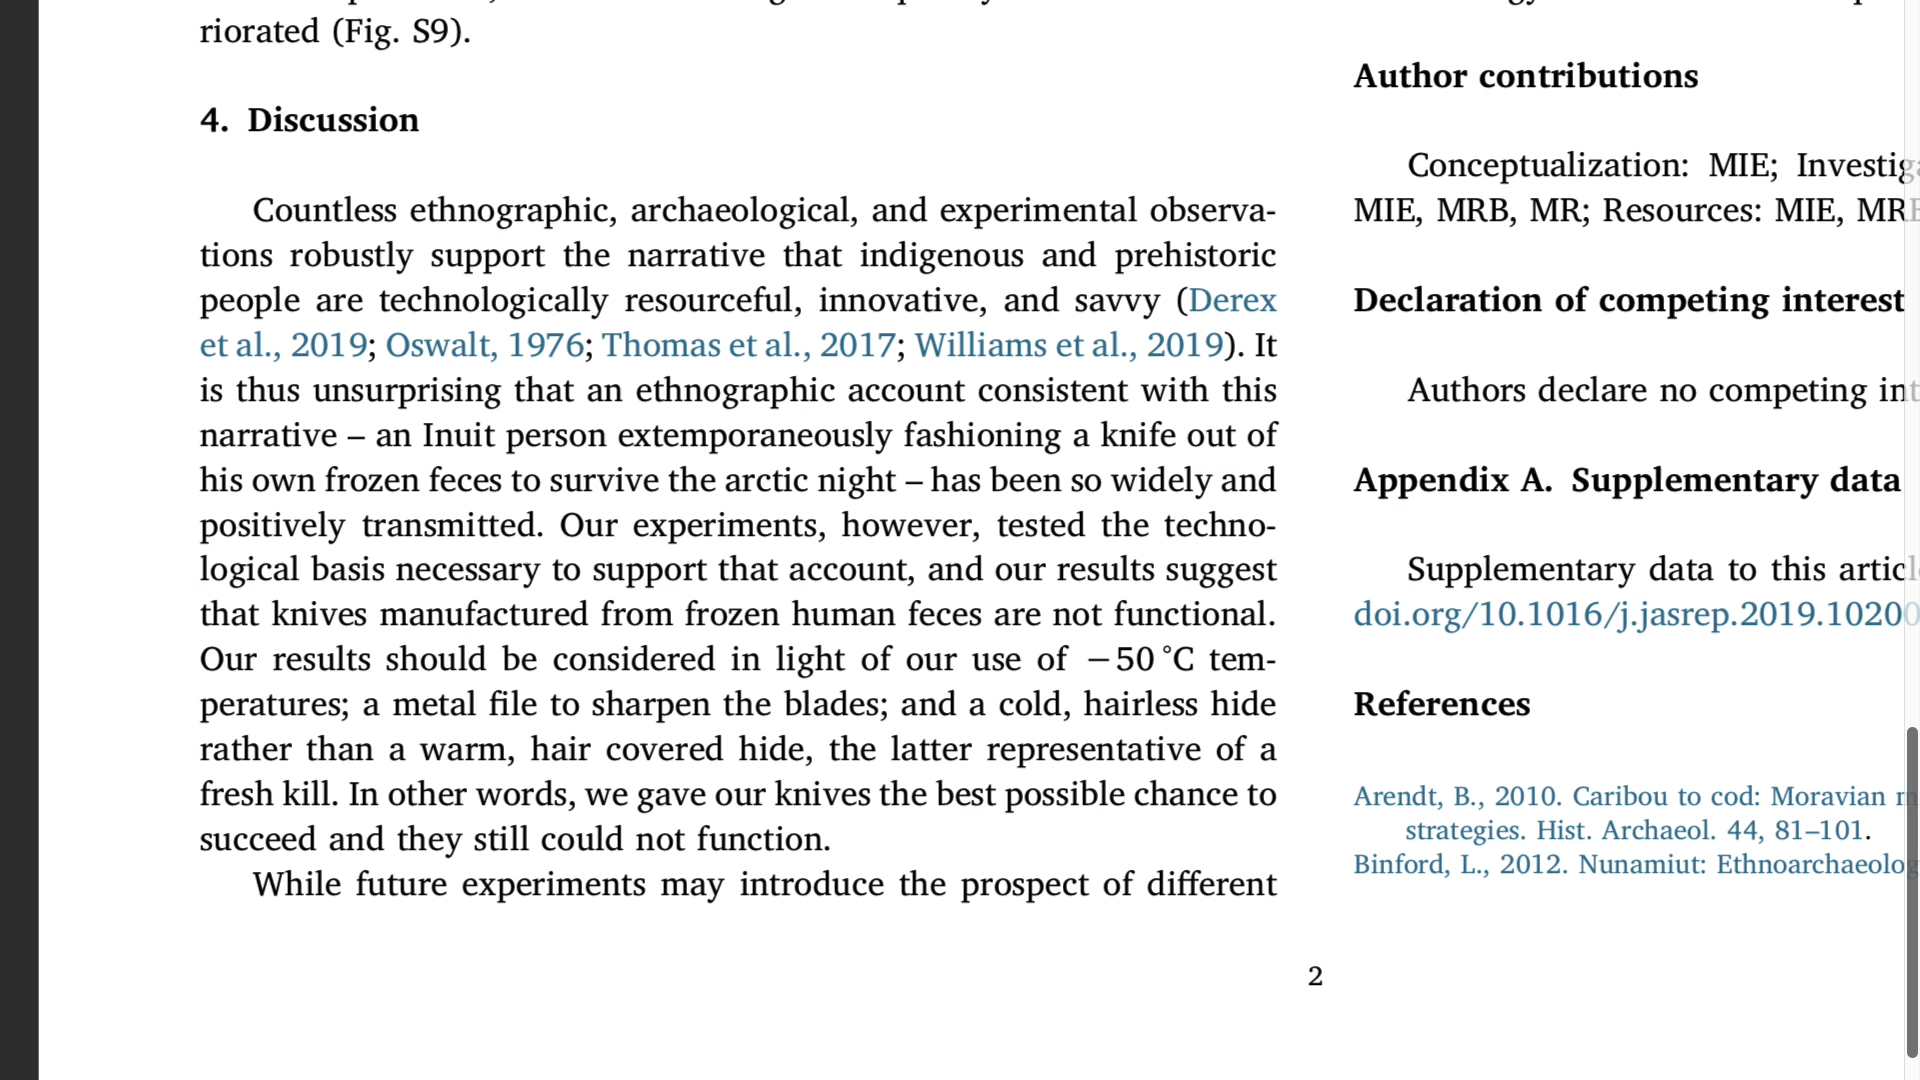 riorated (Fig. S9).
4. Discussion
Countless ethnographic, archaeological, and experimental observa-
tions robustly support the narrative that indigenous and prehistoric
people are technologically resourceful, innovative, and savvy (Derex
et al., 2019; Oswalt, 1976; Thomas et al., 2017; Williams et al., 2019). It
is thus unsurprising that an ethnographic account consistent with this
narrative – an Inuit person extemporaneously fashioning a knife out of
his own frozen feces to survive the arctic night – has been so widely and
positively transmitted. Our experiments, however, tested the techno-
logical basis necessary to support that account, and our results suggest
that knives manufactured from frozen human feces are not functional.
Our results should be considered in light of our use of −50 °C tem-
peratures; a metal file to sharpen the blades; and a cold, hairless hide
rather than a warm, hair covered hide, the latter representative of a
fresh kill. In other words, we gave our knives the best possible chance to
succeed and they still could not function.
While future experiments may introduce the prospect of different
Author contributions
Conceptualization: MIE; Investiga
MIE, MRB, MR; Resources: MIE, MRB
Declaration of competing interest
Authors declare no competing int
Appendix A. Supplementary data
Supplementary data to this articl
doi.org/10.1016/j.jasrep.2019.10200
References
Arendt, B., 2010. Caribou to cod: Moravian m
strategies. Hist. Archaeol. 44, 81–101.
Binford, L., 2012. Nunamiut: Ethnoarchaeolog
2